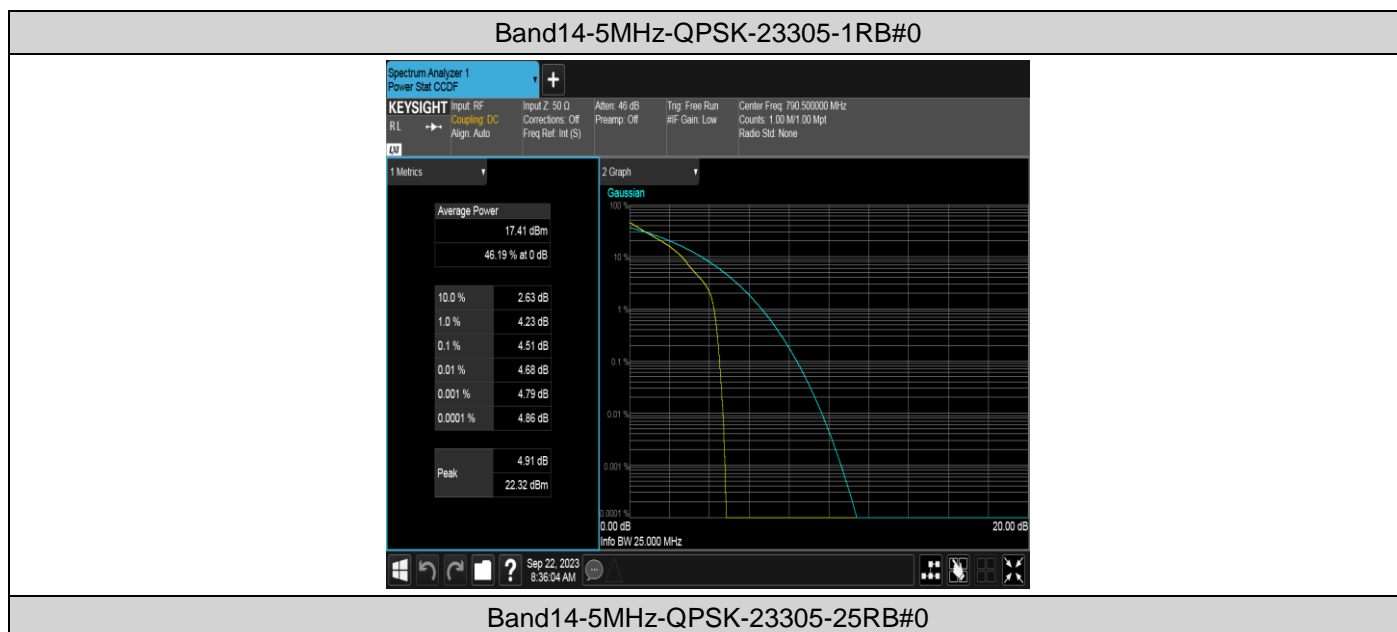 Band14-5MHz-QPSK-23305-1RB#0
Spectrum Analyzer 1
Power Stat CCDF
+
KEYSIGHT Input: RF Input Z: 50 Ω Atten: 46 dB Trig: Free Run Center Freq: 790.500000 MHz
RL Coupling: DC Corrections: Off Preamp: Off #IF Gain: Low Counts: 1.00 M/1.00 Mpt
Align: Auto Freq Ref: Int (S) Radio Std: None
1 Metrics
2 Graph
Gaussian
Average Power
17.41 dBm
46.19 % at 0 dB
10.0 % 2.63 dB
1.0 % 4.23 dB
0.1 % 4.51 dB
0.01 % 4.68 dB
0.001 % 4.79 dB
0.0001 % 4.86 dB
Peak 4.91 dB
22.32 dBm
100 %
10 %
1 %
0.1 %
0.01 %
0.001 %
0.0001 %
0.00 dB 20.00 dB
Info BW 25.000 MHz
? Sep 22, 2023
8:36:04 AM
Band14-5MHz-QPSK-23305-25RB#0